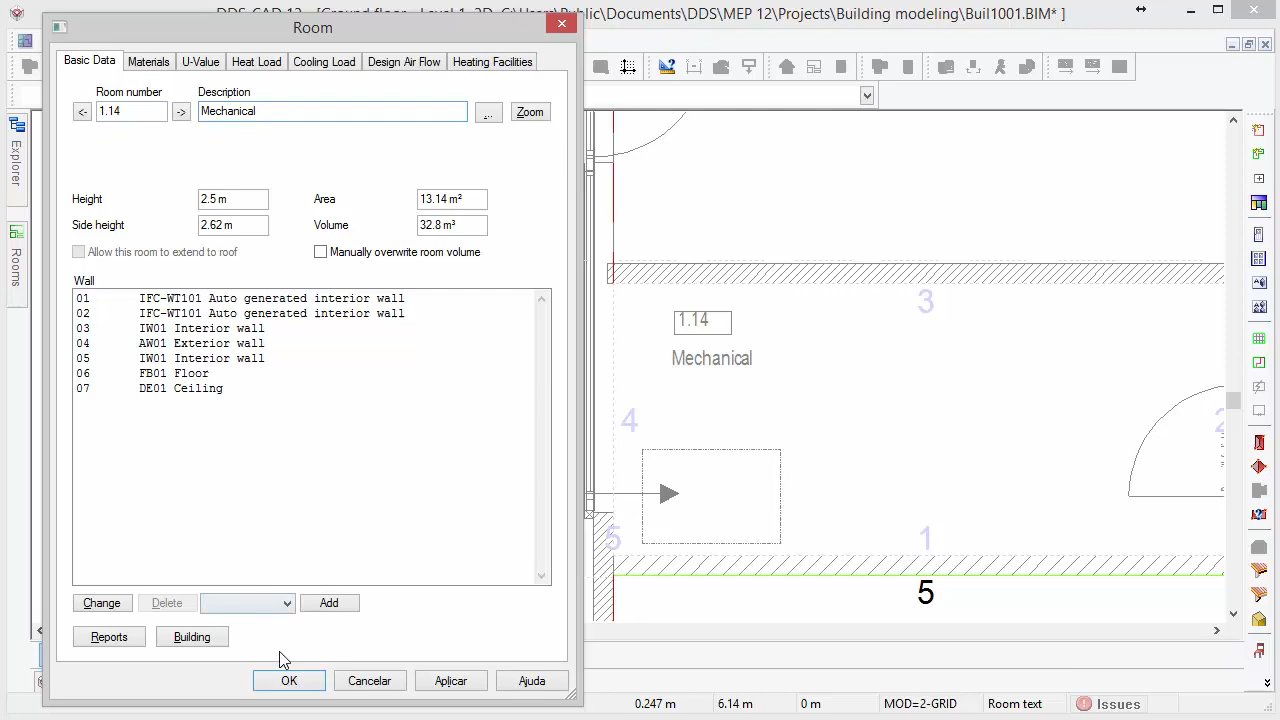 DDS-CAD 12 - [Ground floor - Level 1, 2D C:\Users\Public\Documents\DDS\MEP 12\Projects\Building modeling\Buil1001.BIM* ]
Room
Basic Data
Materials
U-Value
Heat Load
Cooling Load
Design Air Flow
Heating Facilities
Room number
Description
<-
1.14
->
Mechanical
...
Zoom
Height
2.5 m
Area
13.14 m²
Side height
2.62 m
Volume
32.8 m³
Allow this room to extend to roof
Manually overwrite room volume
Wall
01 IFC-WT101 Auto generated interior wall
02 IFC-WT101 Auto generated interior wall
03 IW01 Interior wall
04 AW01 Exterior wall
05 IW01 Interior wall
06 FB01 Floor
07 DE01 Ceiling
Change
Delete
Add
Reports
Building
OK
Cancelar
Aplicar
Ajuda
Explorer
Rooms
3
1.14
Mechanical
4
2
5
1
5
0.247 m
6.14 m
0 m
MOD=2-GRID
Room text
Issues